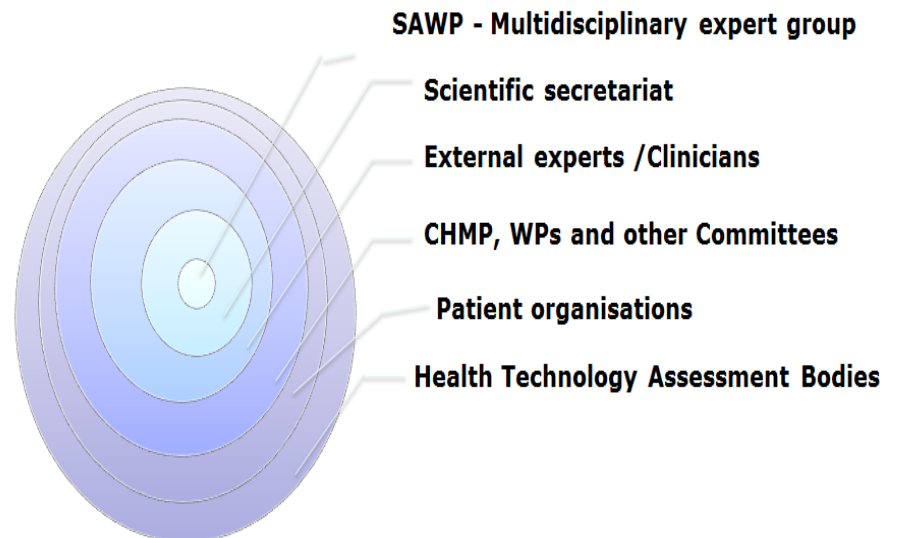 SAWP - Multidisciplinary expert group
Scientific secretariat
External experts /Clinicians
CHMP, WPs and other Committees
Patient organisations
Health Technology Assessment Bodies